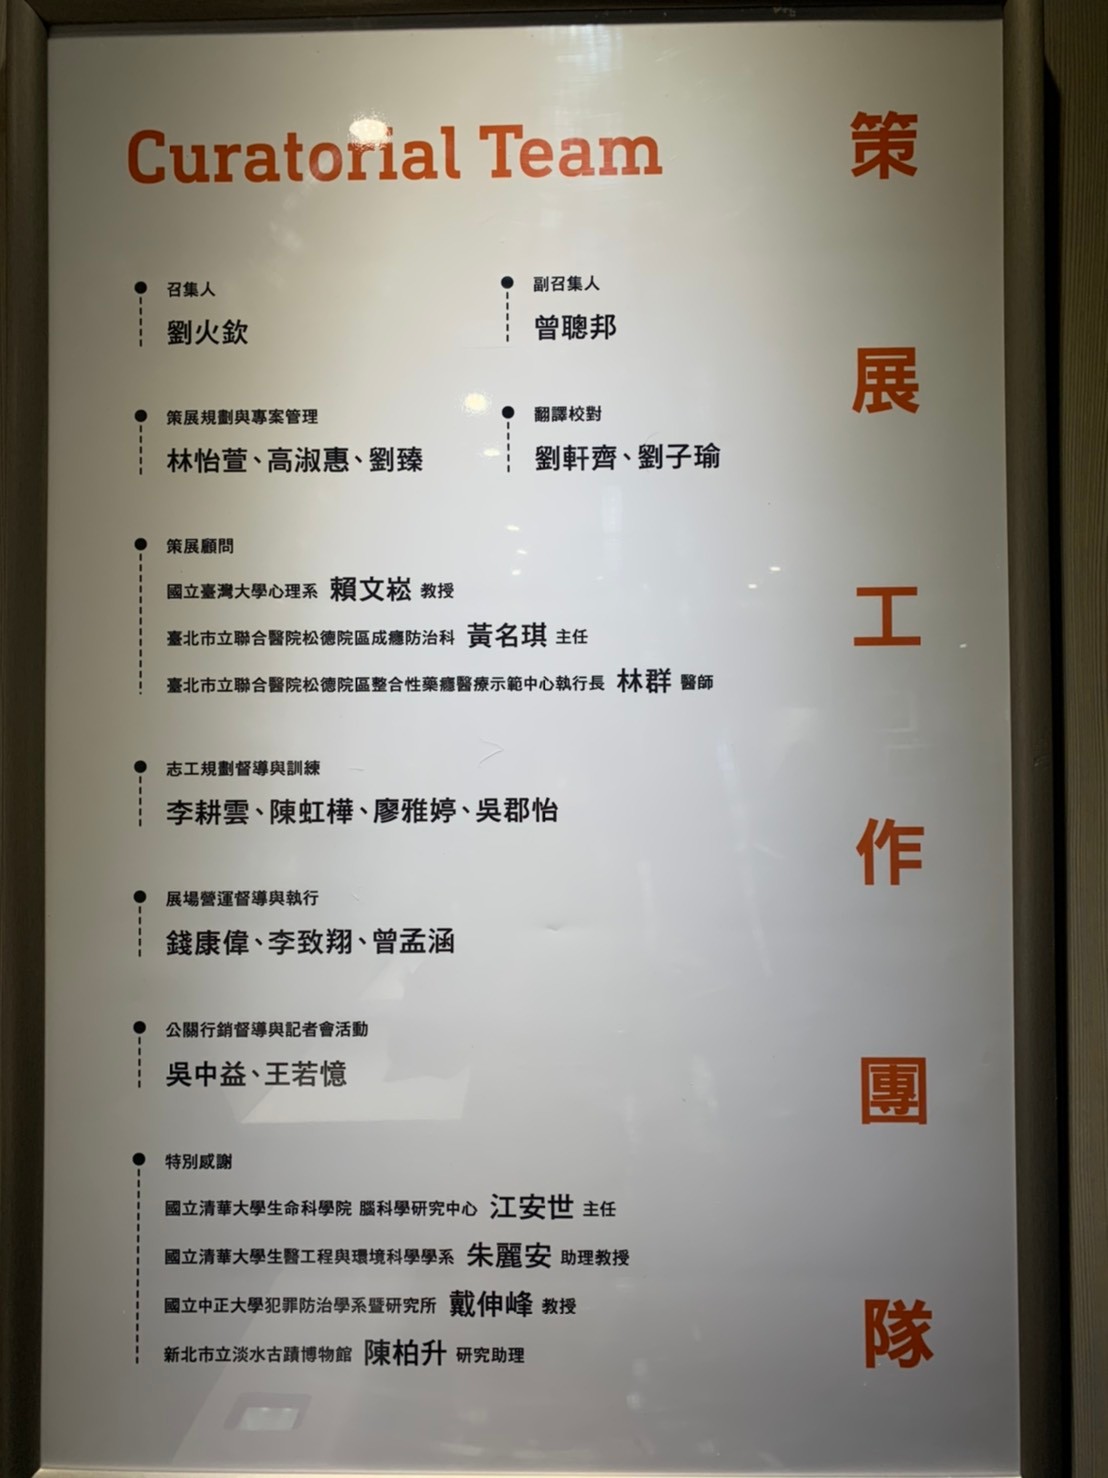 Curatorial Team
策展工作團隊
召集人
劉火欽
副召集人
曾聰邦
策展規劃與專案管理
林怡萱、高淑惠、劉臻
翻譯校對
劉軒齊、劉子瑜
策展顧問
國立臺灣大學心理系 賴文崧 教授
臺北市立聯合醫院松德院區成癮防治科 黃名琪 主任
臺北市立聯合醫院松德院區整合性藥癮醫療示範中心執行長 林群 醫師
志工規劃督導與訓練
李耕雲、陳虹樺、廖雅婷、吳郡怡
展場營運督導與執行
錢康偉、李致翔、曾孟涵
公關行銷督導與記者會活動
吳中益、王若憶
特別感謝
國立清華大學生命科學院 腦科學研究中心 江安世 主任
國立清華大學生醫工程與環境科學學系 朱麗安 助理教授
國立中正大學犯罪防治學系暨研究所 戴伸峰 教授
新北市立淡水古蹟博物館 陳柏升 研究助理